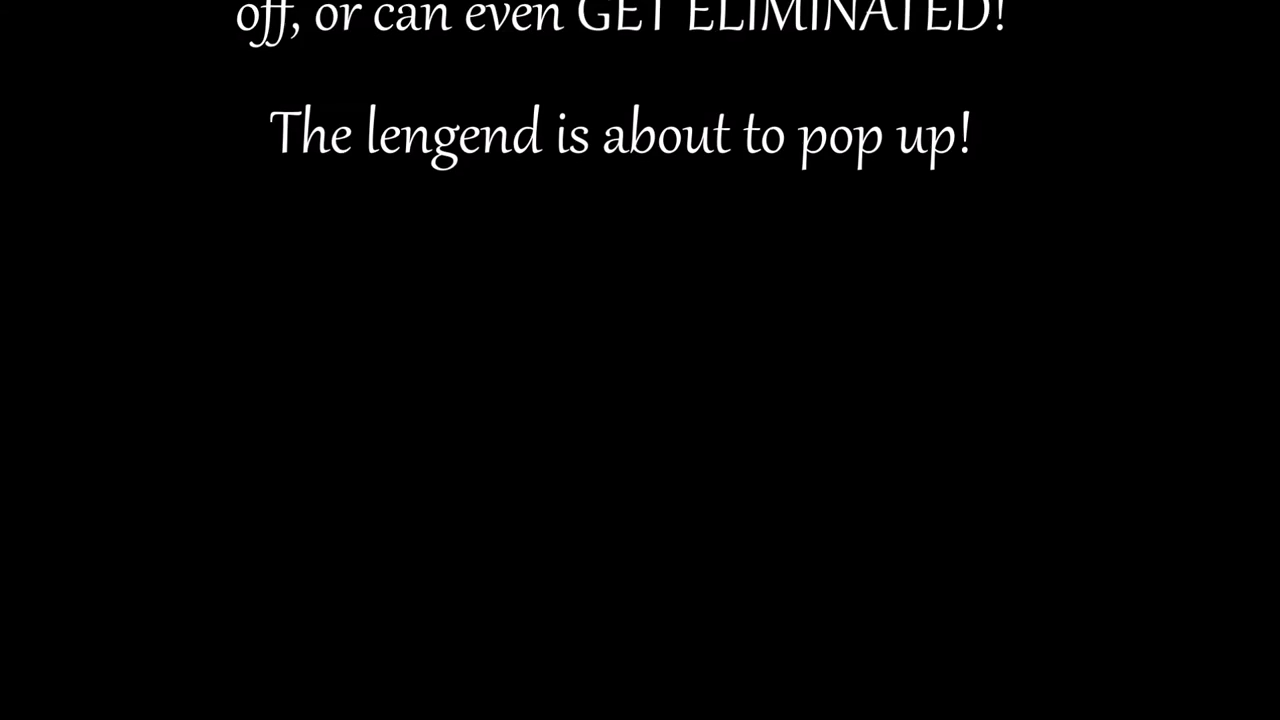 off, or can even GET ELIMINATED!
The lengend is about to pop up!